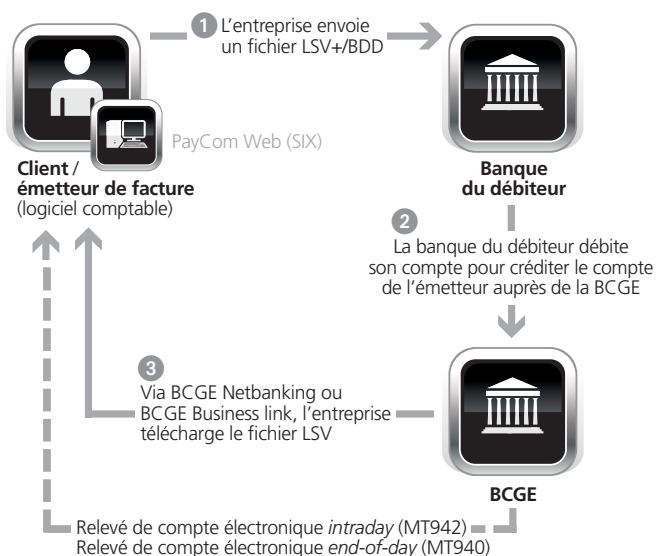 1 L'entreprise envoie
un fichier LSV+/BDD
PayCom Web (SIX)
Client /
émetteur de facture
(logiciel comptable)
Banque
du débiteur
2
La banque du débiteur débite
son compte pour créditer le compte
de l'émetteur auprès de la BCGE
3
Via BCGE Netbanking ou
BCGE Business link, l'entreprise
télécharge le fichier LSV
BCGE
Relevé de compte électronique intraday (MT942)
Relevé de compte électronique end-of-day (MT940)